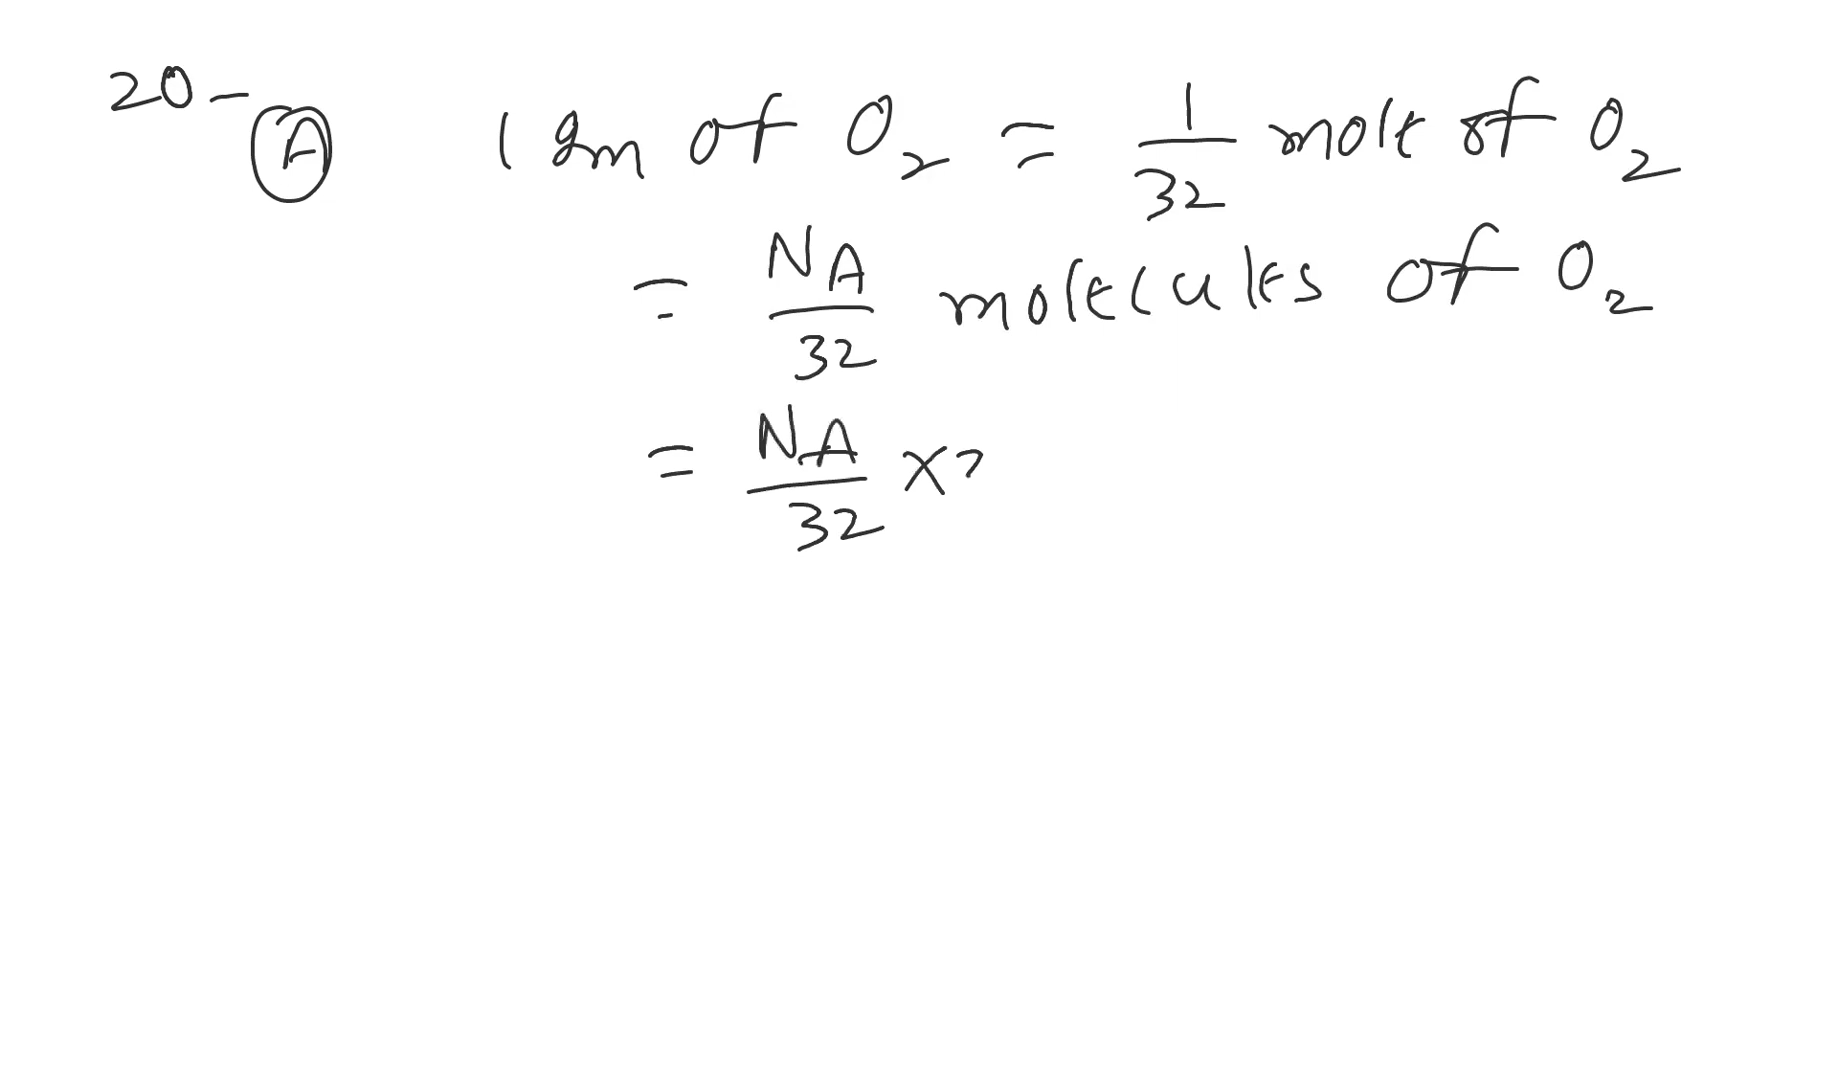 20-
(A) 1 gm of O₂ = 1/32 mole of O₂
= NA/32 molecules of O₂
= NA/32 ×